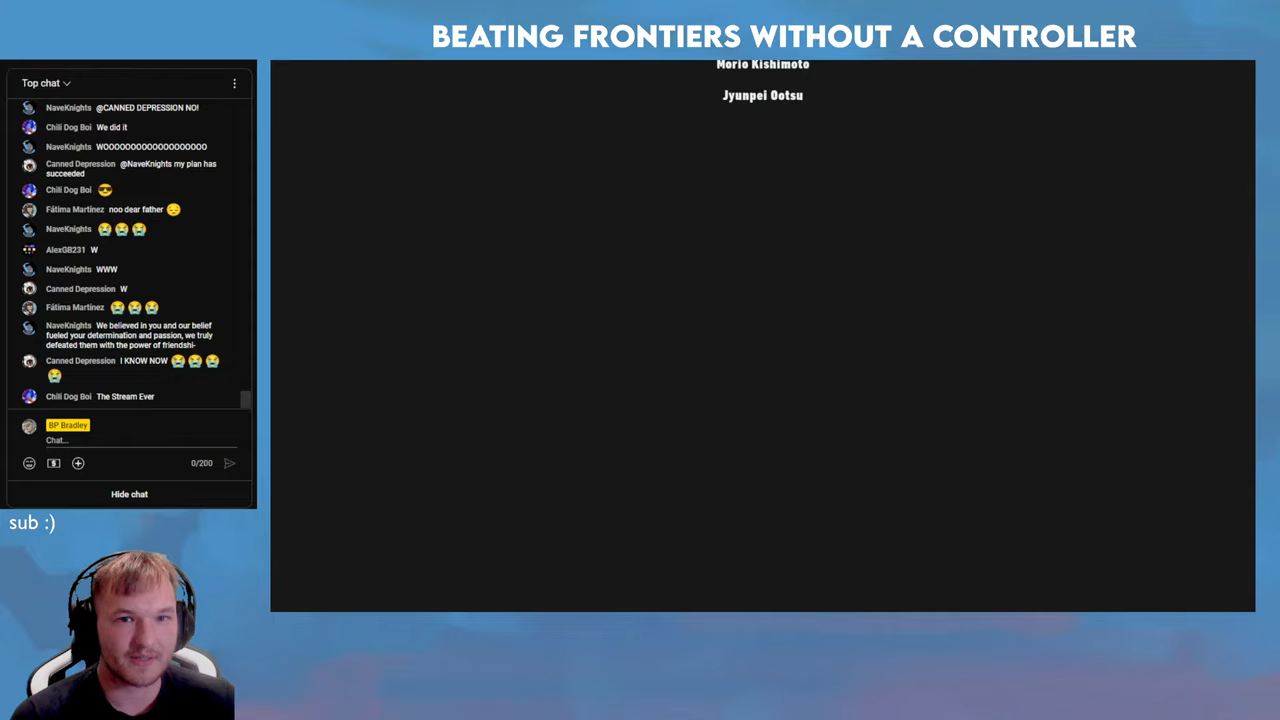 BEATING FRONTIERS WITHOUT A CONTROLLER
Top chat
NaveKnights @CANNED DEPRESSION NO!
Chili Dog Boi We did it
NaveKnights WOOOOOOOOOOOOOOOOOO
Canned Depression @NaveKnights my plan has
succeeded
Chili Dog Boi 😎
Fátima Martínez noo dear father 😔
NaveKnights 😭😭😭
AlexGB231 W
NaveKnights WWW
Canned Depression W
Fátima Martínez 😭😭😭
NaveKnights We believed in you and our belief
fueled your determination and passion, we truly
defeated them with the power of friendshi-
Canned Depression I KNOW NOW 😭😭😭
😭
Chili Dog Boi The Stream Ever
BP Bradley
Chat...
0/200
Hide chat
sub :)
Morio Kishimoto
Jyunpei Ootsu